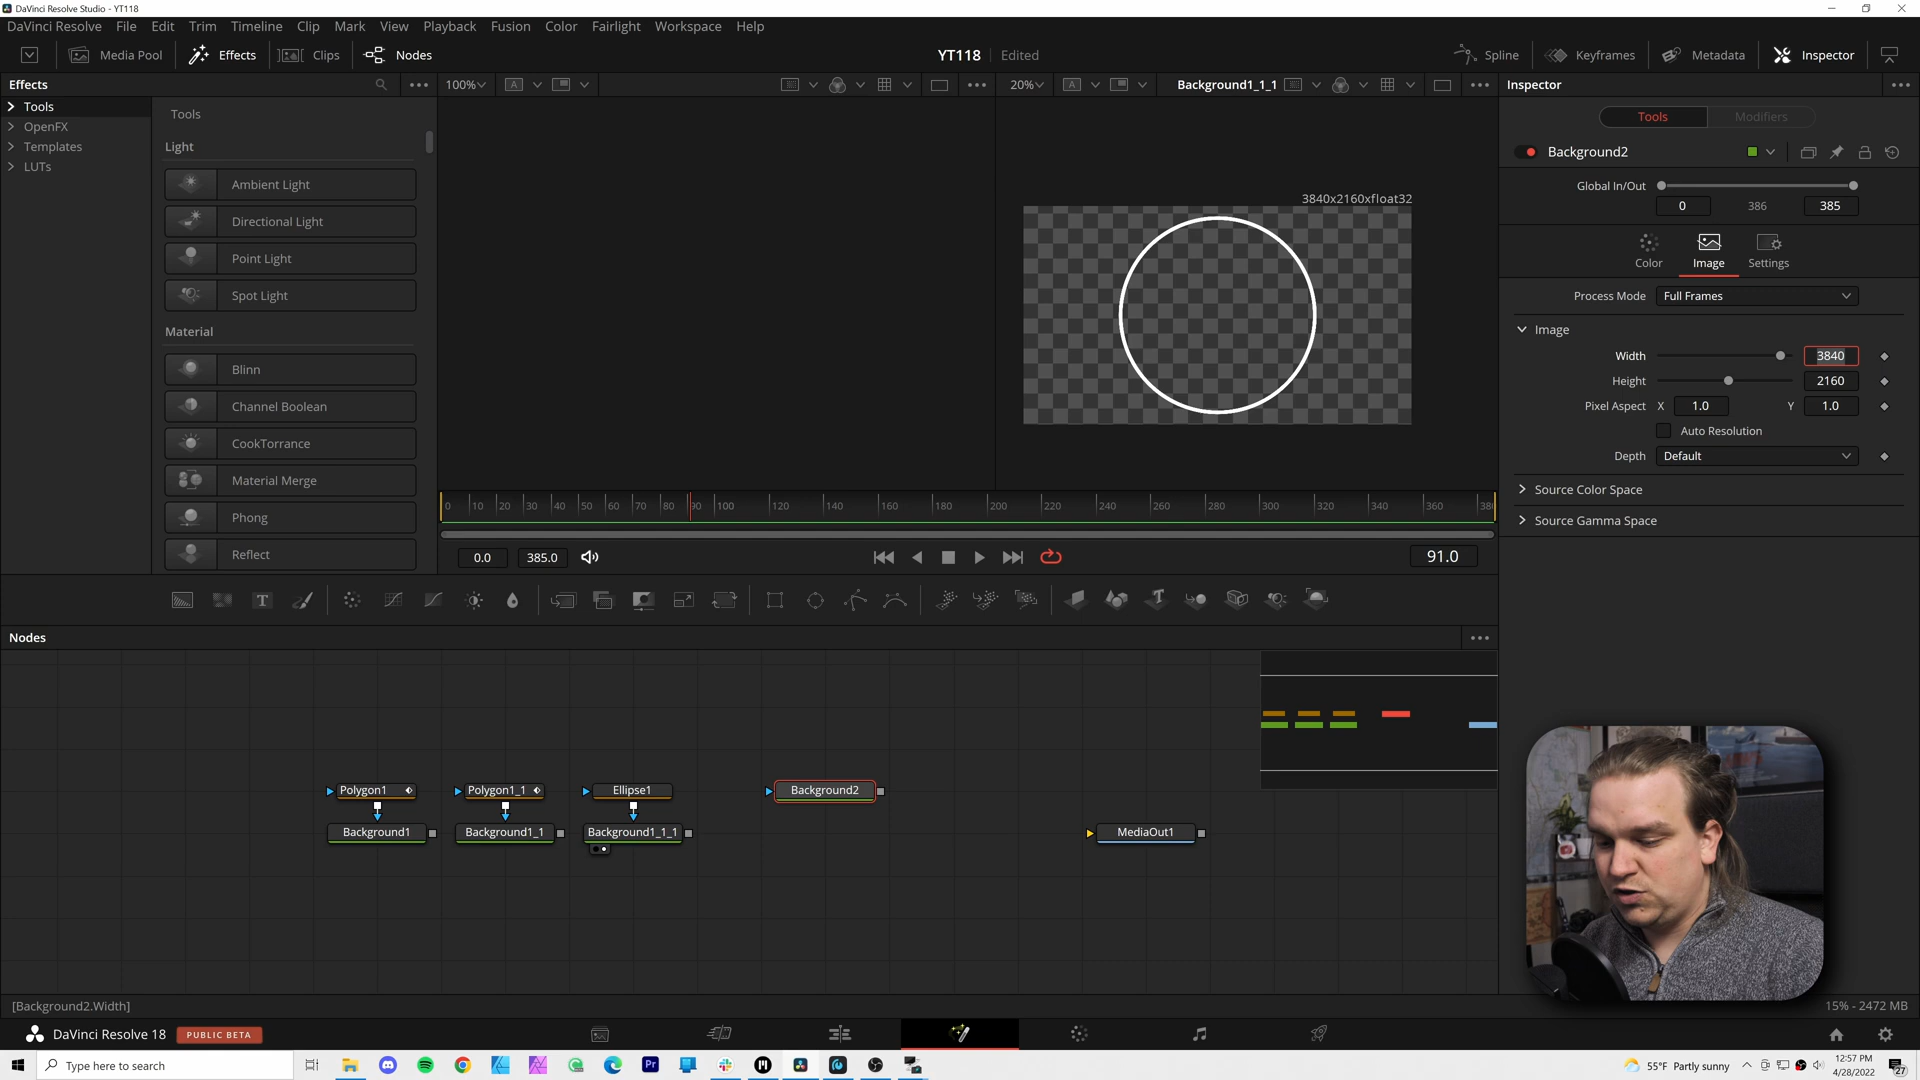 DaVinci Resolve Studio - YT118
DaVinci Resolve File Edit Trim Timeline Clip Mark View Playback Fusion Color Fairlight Workspace Help
Media Pool Effects Clips Nodes YT118 Edited Spline Keyframes Metadata Inspector
Effects 100% A 20% A Background1_1_1 Inspector
Tools
OpenFX
Templates
LUTs
Tools
Light
Ambient Light
Directional Light
Point Light
Spot Light
Material
Blinn
Channel Boolean
CookTorrance
Material Merge
Phong
Reflect
3840x2160xfloat32
0 10 20 30 40 50 60 70 80 90 100 120 140 160 180 200 220 240 260 280 300 320 340 360 38
0.0 385.0 91.0
Tools Modifiers
Background2
Global In/Out
0 386 385
Color Image Settings
Process Mode Full Frames
Image
Width 3840
Height 2160
Pixel Aspect X 1.0 Y 1.0
Auto Resolution
Depth Default
Source Color Space
Source Gamma Space
T
Nodes
Polygon1 Polygon1_1 Ellipse1 Background2
Background1 Background1_1 Background1_1_1 MediaOut1
[Background2.Width] 15% - 2472 MB
DaVinci Resolve 18 PUBLIC BETA
Type here to search Pr 55°F Partly sunny 12:57 PM
4/28/2022 27